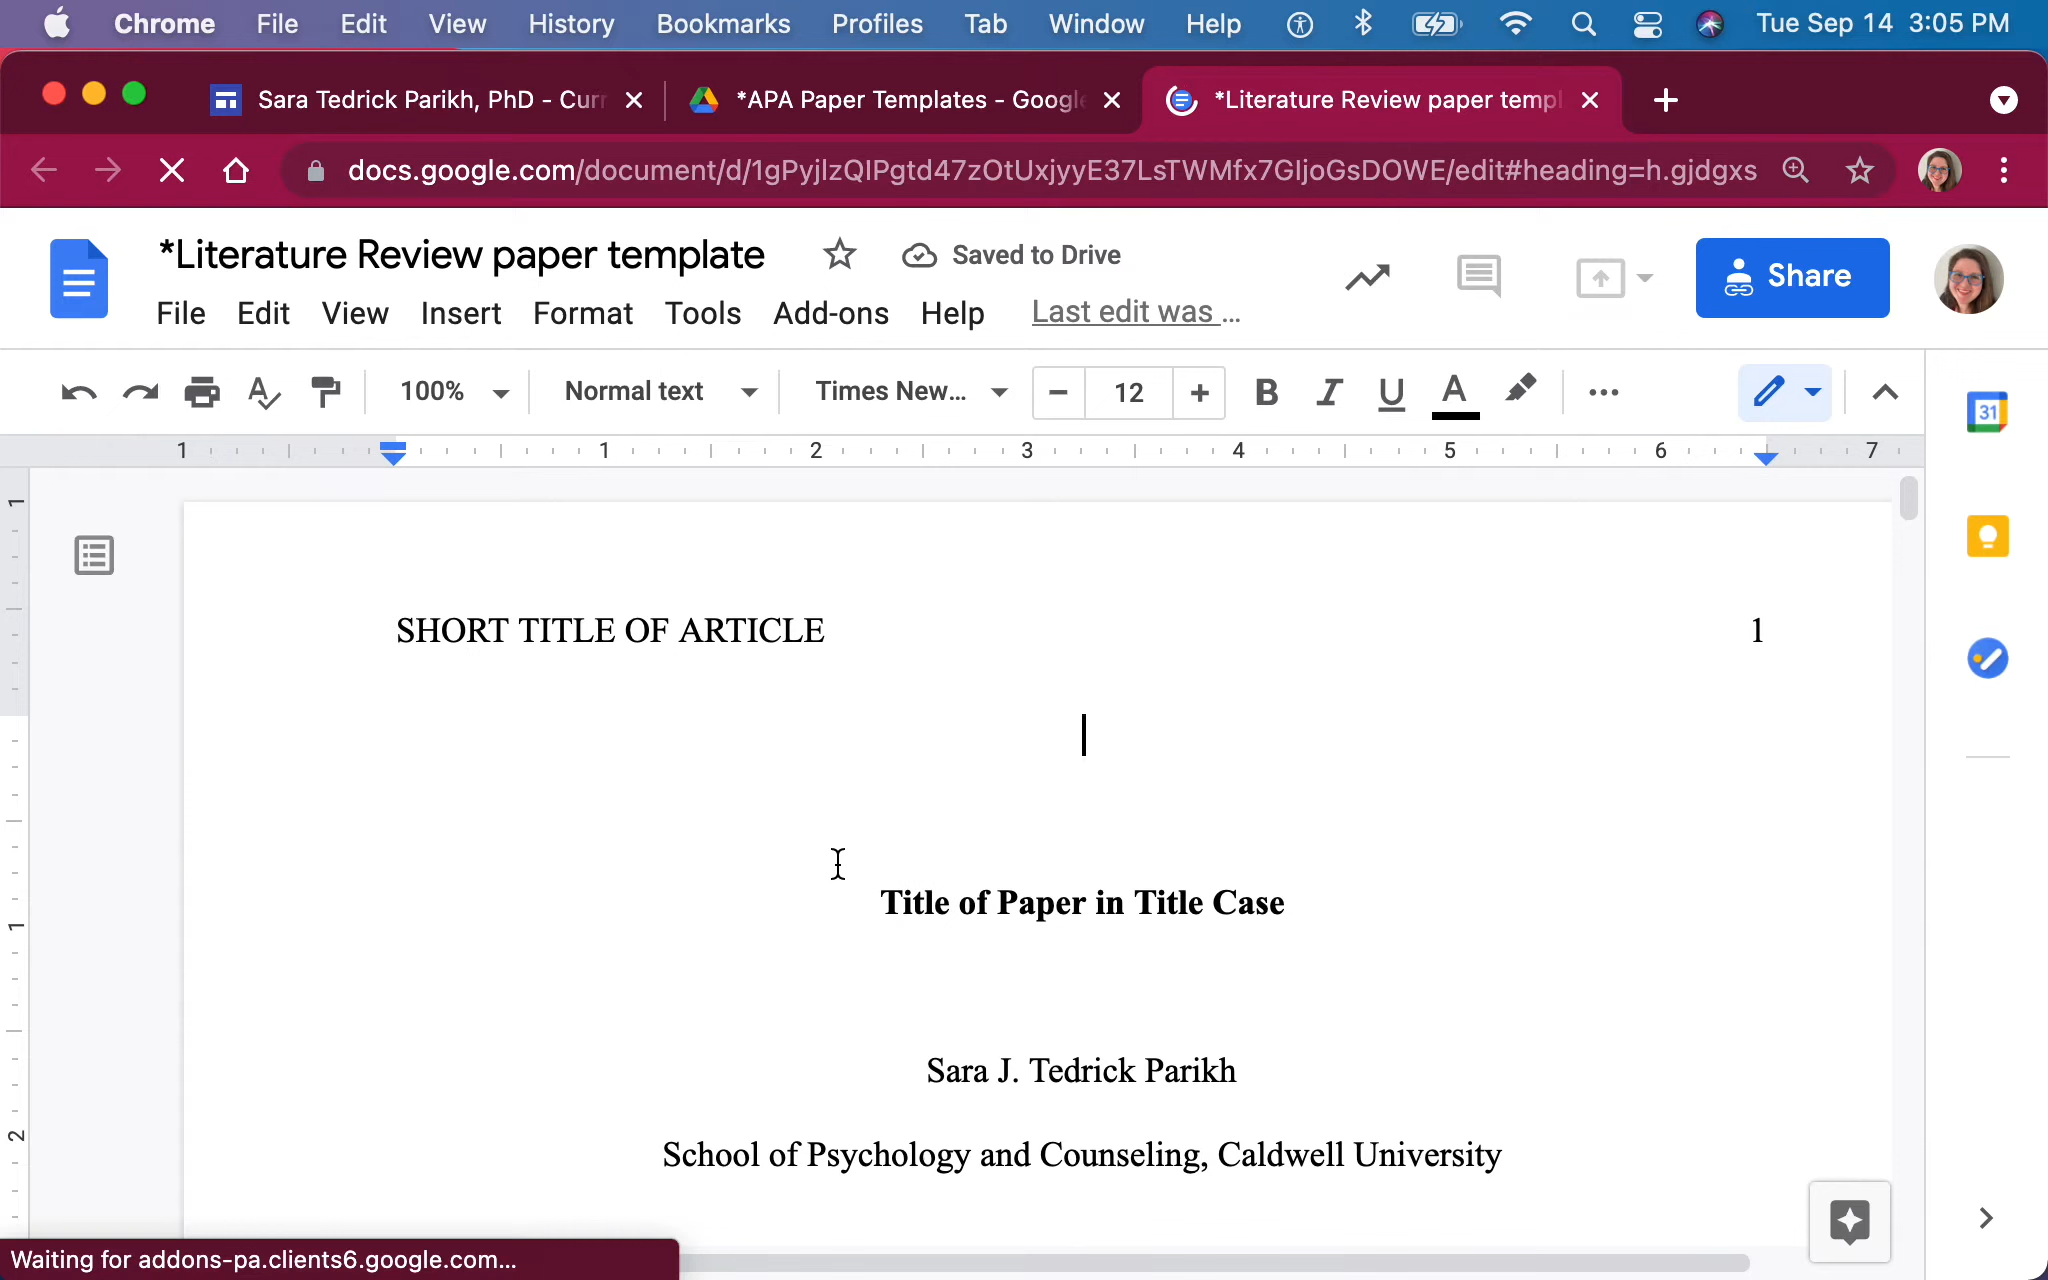 Chrome File Edit View History Bookmarks Profiles Tab Window Help Tue Sep 14 3:05 PM
Sara Tedrick Parikh, PhD - Curr *APA Paper Templates - Google *Literature Review paper templ
docs.google.com/document/d/1gPyjlzQIPgtd47zOtUxjyyE37LsTWMfx7GIjoGsDOWE/edit#heading=h.gjdgxs
*Literature Review paper template Saved to Drive
Share
File Edit View Insert Format Tools Add-ons Help Last edit was ...
100% Normal text Times New... − 12 + B I U A
31
1 1 2 3 4 5 6 7
1
SHORT TITLE OF ARTICLE 1
Title of Paper in Title Case
1
Sara J. Tedrick Parikh
2
School of Psychology and Counseling, Caldwell University
Waiting for addons-pa.clients6.google.com...